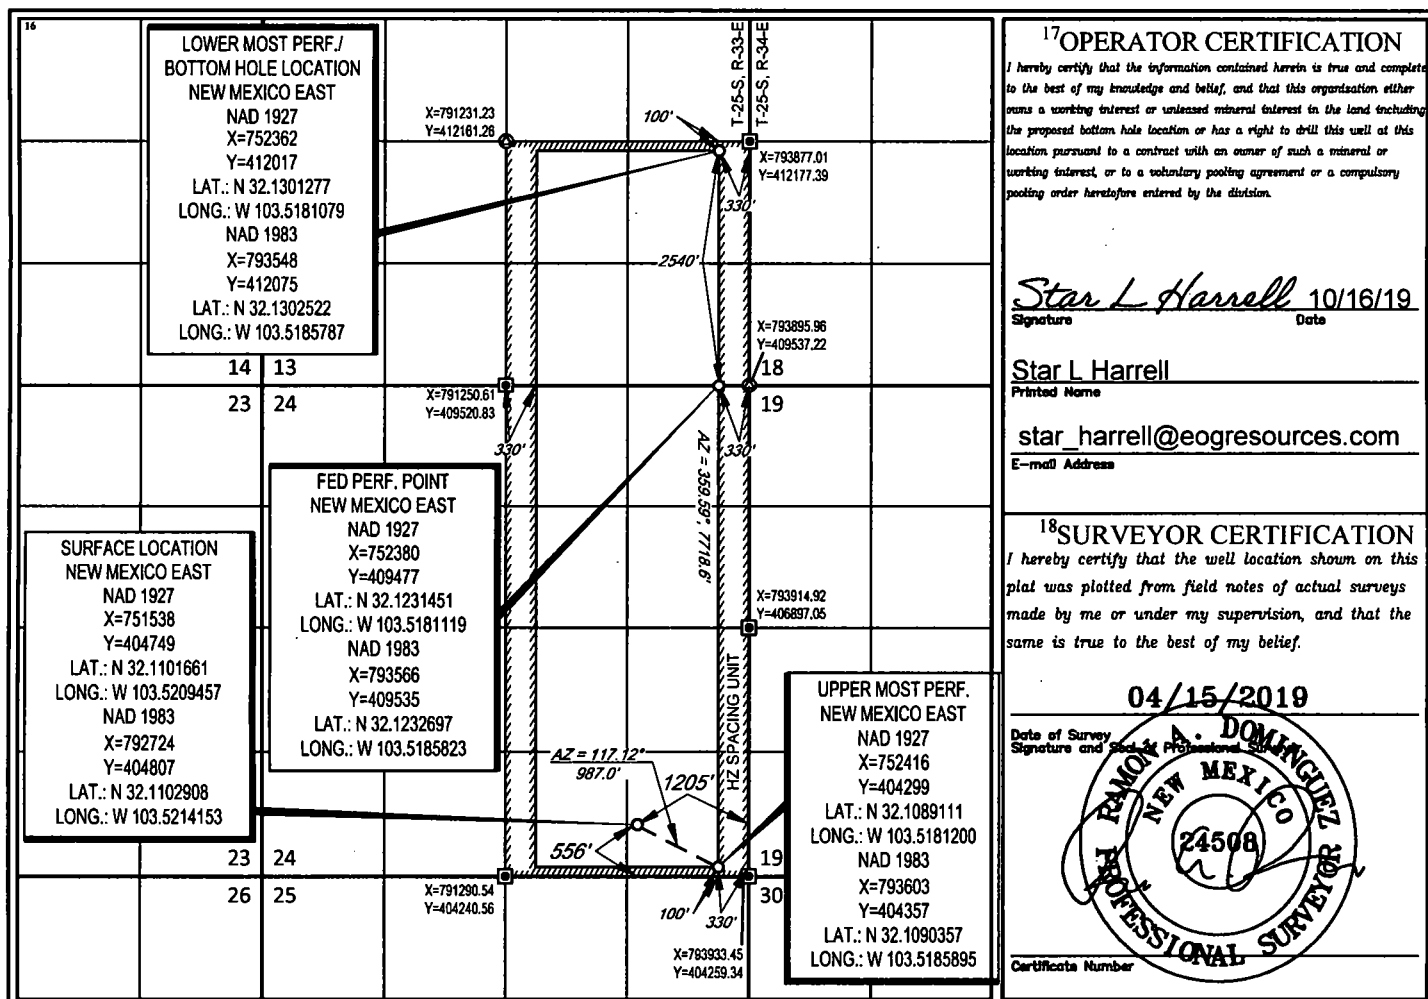 16
LOWER MOST PERF./
BOTTOM HOLE LOCATION
NEW MEXICO EAST
NAD 1927
X=752362
Y=412017
LAT.: N 32.1301277
LONG.: W 103.5181079
NAD 1983
X=793548
Y=412075
LAT.: N 32.1302522
LONG.: W 103.5185787
X=791231.23
Y=412161.26
100'
T-25-S, R-33-E
T-25-S, R-34-E
X=793877.01
Y=412177.39
330'
2540'
X=793895.96
Y=409537.22
14 13
23 24
18
19
X=791250.61
Y=409520.83
330'
330'
AZ = 359.59°, 7718.6'
FED PERF. POINT
NEW MEXICO EAST
NAD 1927
X=752380
Y=409477
LAT.: N 32.1231451
LONG.: W 103.5181119
NAD 1983
X=793566
Y=409535
LAT.: N 32.1232697
LONG.: W 103.5185823
SURFACE LOCATION
NEW MEXICO EAST
NAD 1927
X=751538
Y=404749
LAT.: N 32.1101661
LONG.: W 103.5209457
NAD 1983
X=792724
Y=404807
LAT.: N 32.1102908
LONG.: W 103.5214153
X=793914.92
Y=406897.05
HZ SPACING UNIT
AZ = 117.12°
987.0'
1205'
556'
UPPER MOST PERF.
NEW MEXICO EAST
NAD 1927
X=752416
Y=404299
LAT.: N 32.1089111
LONG.: W 103.5181200
NAD 1983
X=793603
Y=404357
LAT.: N 32.1090357
LONG.: W 103.5185895
23 24
26 25
19
30
X=791290.54
Y=404240.56
100'
330'
X=793933.45
Y=404259.34
17OPERATOR CERTIFICATION
I hereby certify that the information contained herein is true and complete
to the best of my knowledge and belief, and that this organization either
owns a working interest or unleased mineral interest in the land including
the proposed bottom hole location or has a right to drill this well at this
location pursuant to a contract with an owner of such a mineral or
working interest, or to a voluntary pooling agreement or a compulsory
pooling order heretofore entered by the division.
Star L Harrell 10/16/19
Signature Date
Star L Harrell
Printed Name
star_harrell@eogresources.com
E-mail Address
18SURVEYOR CERTIFICATION
I hereby certify that the well location shown on this
plat was plotted from field notes of actual surveys
made by me or under my supervision, and that the
same is true to the best of my belief.
04/15/2019
Date of Survey
Signature and Seal of Professional Surveyor
RAMON A. DOMINGUEZ
NEW MEXICO
24508
PROFESSIONAL SURVEYOR
Certificate Number